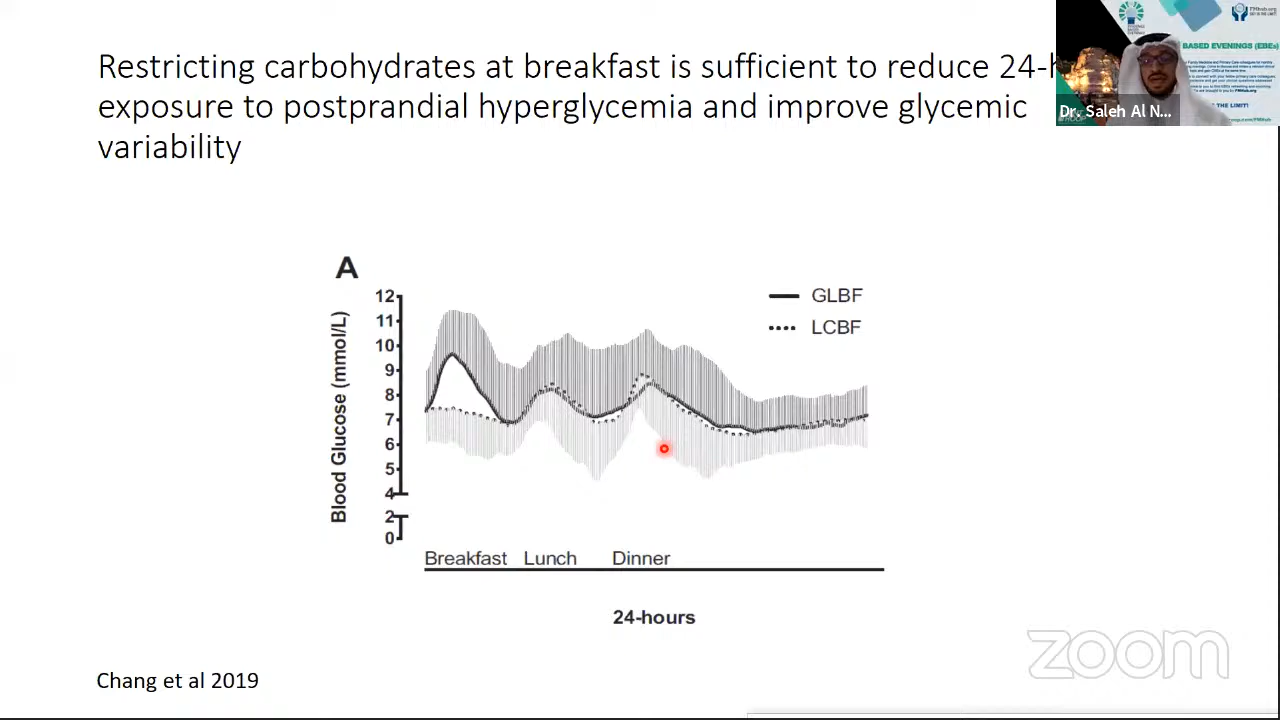 Restricting carbohydrates at breakfast is sufficient to reduce 24-h
exposure to postprandial hyperglycemia and improve glycemic
variability
FMhub.org
BASED EVENINGS (EBEs)
THE LIMIT!
Dr. Saleh Al N...
A
GLBF
LCBF
Blood Glucose (mmol/L)
12
11
10
9
8
7
6
5
4
2
0
Breakfast Lunch Dinner
24-hours
Chang et al 2019
zoom